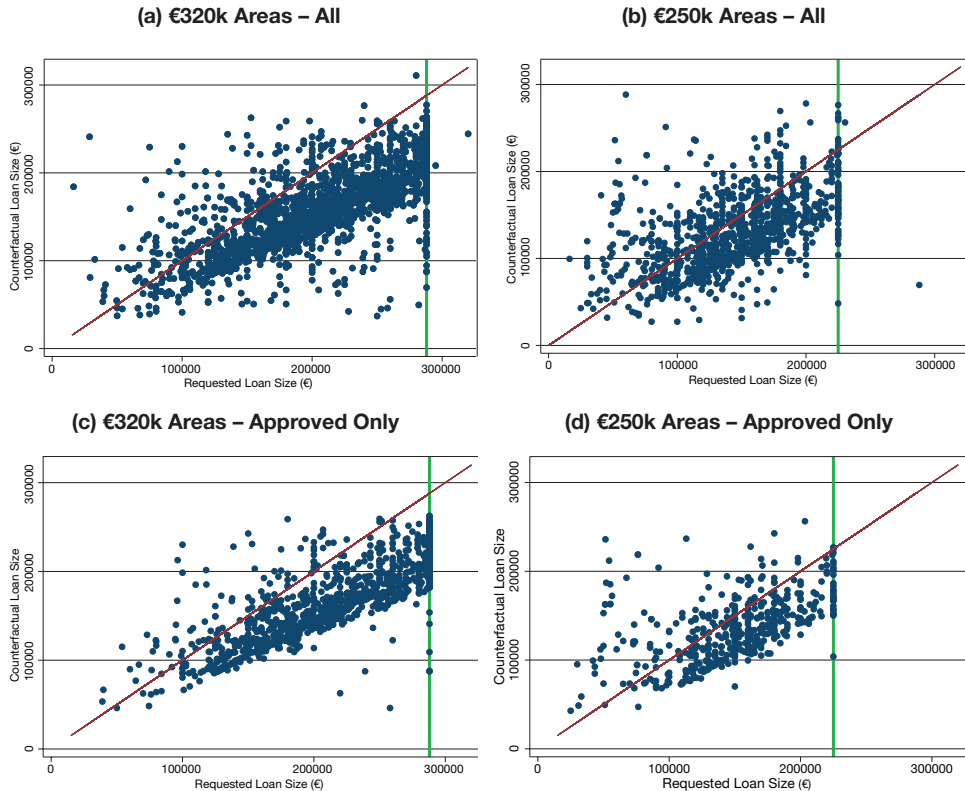 (a) €320k Areas – All
(b) €250k Areas – All
Counterfactual Loan Size (€)
300000
200000
100000
0
0 100000 200000 300000
Requested Loan Size (€)
Counterfactual Loan Size (€)
300000
200000
100000
0
0 100000 200000 300000
Requested Loan Size (€)
(c) €320k Areas – Approved Only
(d) €250k Areas – Approved Only
Counterfactual Loan Size
300000
200000
100000
0
0 100000 200000 300000
Requested Loan Size (€)
Counterfactual Loan Size
300000
200000
100000
0
0 100000 200000 300000
Requested Loan Size (€)